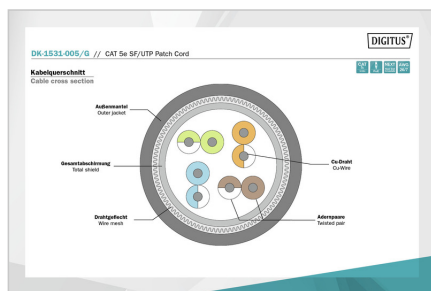 DIGITUS®
DK-1531-005/G // CAT 5e SF/UTP Patch Cord
Kabelquerschnitt
Cable cross section
Außenmantel
Outer jacket
Gesamtabschirmung
Total shield
Drahtgeflecht
Wire mesh
Cu-Draht
Cu-Wire
Adernpaare
Twisted pair